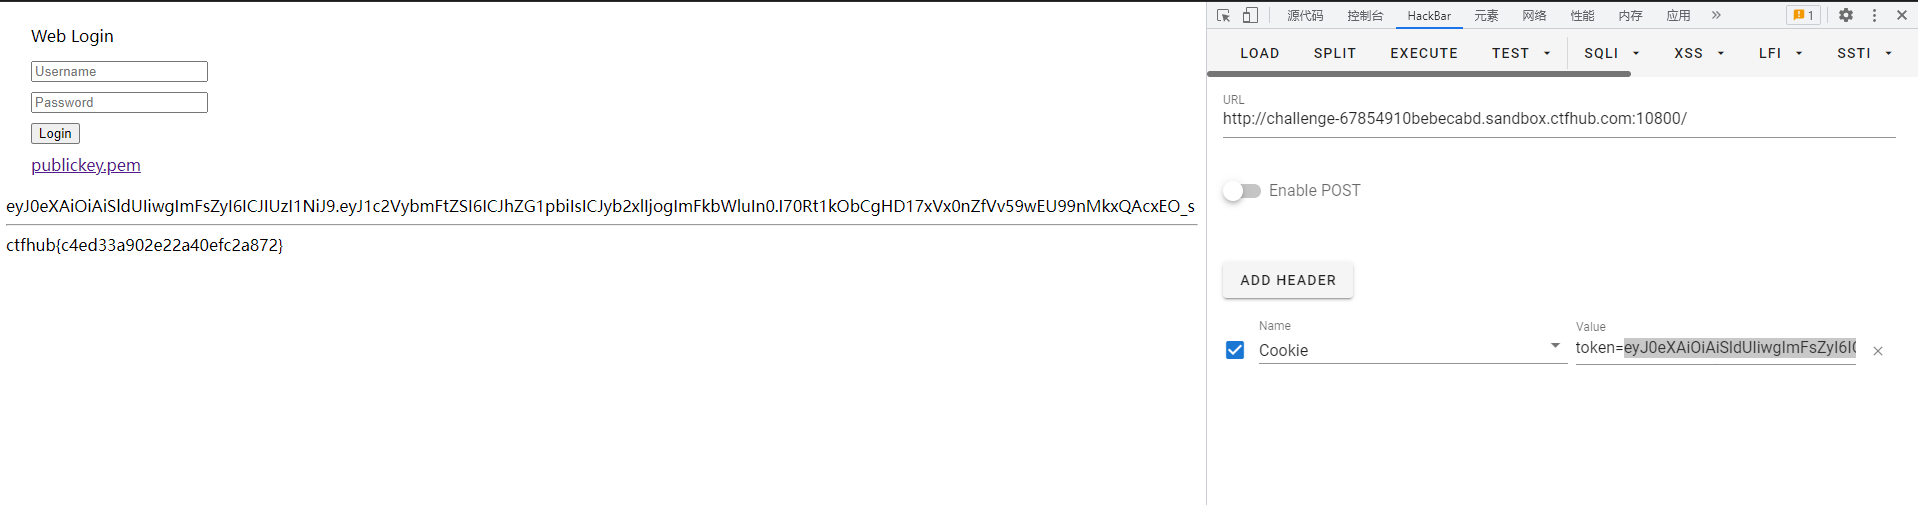 Web Login
Username
Password
Login
publickey.pem
eyJ0eXAiOiAiSldUIiwgImFsZyI6ICJIUzI1NiJ9.eyJ1c2VybmFtZSI6ICJhZG1pbiIsICJyb2xlIjogImFkbWluIn0.I70Rt1kObCgHD17xVx0nZfVv59wEU99nMkxQAcxEO_s
ctfhub{c4ed33a902e22a40efc2a872}
源代码 控制台 HackBar 元素 网络 性能 内存 应用 » 1
LOAD SPLIT EXECUTE TEST SQLI XSS LFI SSTI
URL
http://challenge-67854910bebecabd.sandbox.ctfhub.com:10800/
Enable POST
ADD HEADER
Name Value
Cookie token=eyJ0eXAiOiAiSldUIiwgImFsZyI6IC